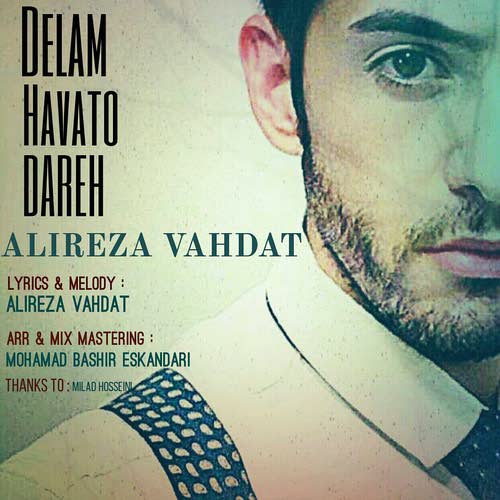 DELAM
HAVATO
DAREH
ALIREZA VAHDAT
LYRICS & MELODY :
ALIREZA VAHDAT
ARR & MIX MASTERING :
MOHAMAD BASHIR ESKANDARI
THANKS TO : MILAD HOSSEINI